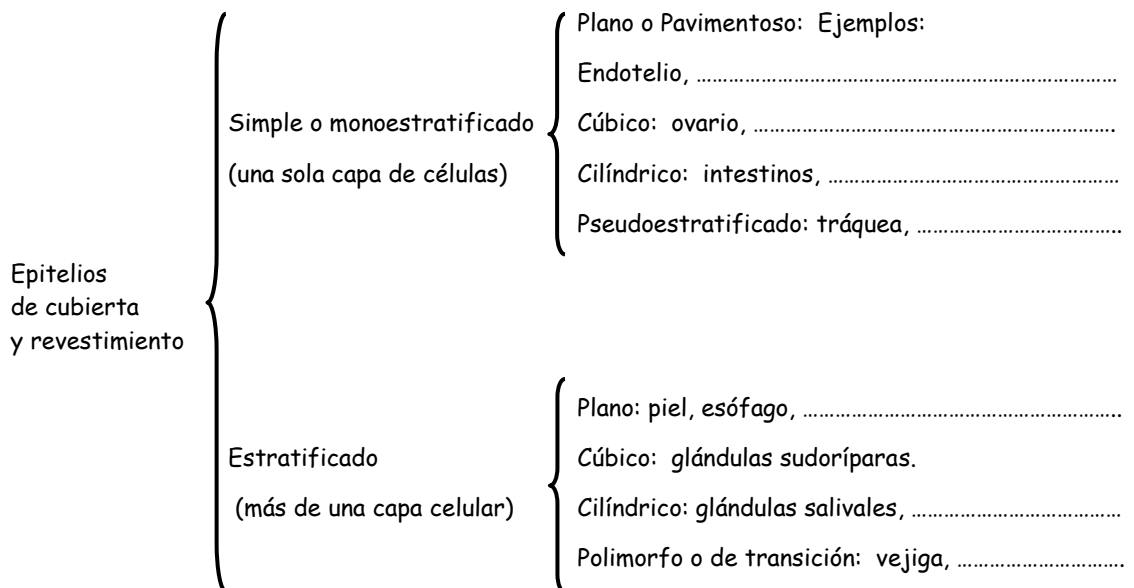 Epitelios
de cubierta
y revestimiento
Simple o monoestratificado
(una sola capa de células)
Plano o Pavimentoso: Ejemplos:
Endotelio, ……………………………………………………………………
Cúbico: ovario, ………………………………………………………….
Cilíndrico: intestinos, ………………………………………………
Pseudoestratificado: tráquea, ………………………………..
Estratificado
(más de una capa celular)
Plano: piel, esófago, …………………………………………………..
Cúbico: glándulas sudoríparas.
Cilíndrico: glándulas salivales, …………………………………
Polimorfo o de transición: vejiga, ………………………….